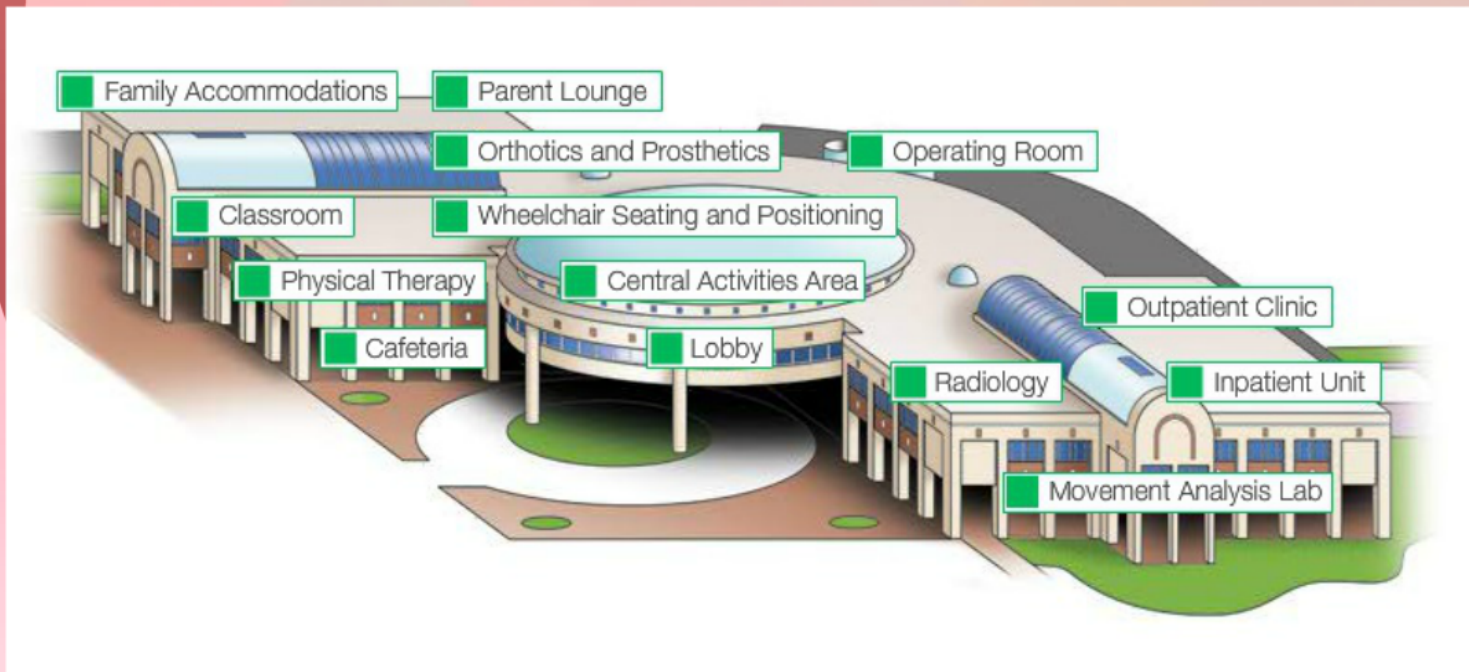 Family Accommodations
Parent Lounge
Orthotics and Prosthetics
Operating Room
Classroom
Wheelchair Seating and Positioning
Physical Therapy
Central Activities Area
Outpatient Clinic
Cafeteria
Lobby
Radiology
Inpatient Unit
Movement Analysis Lab